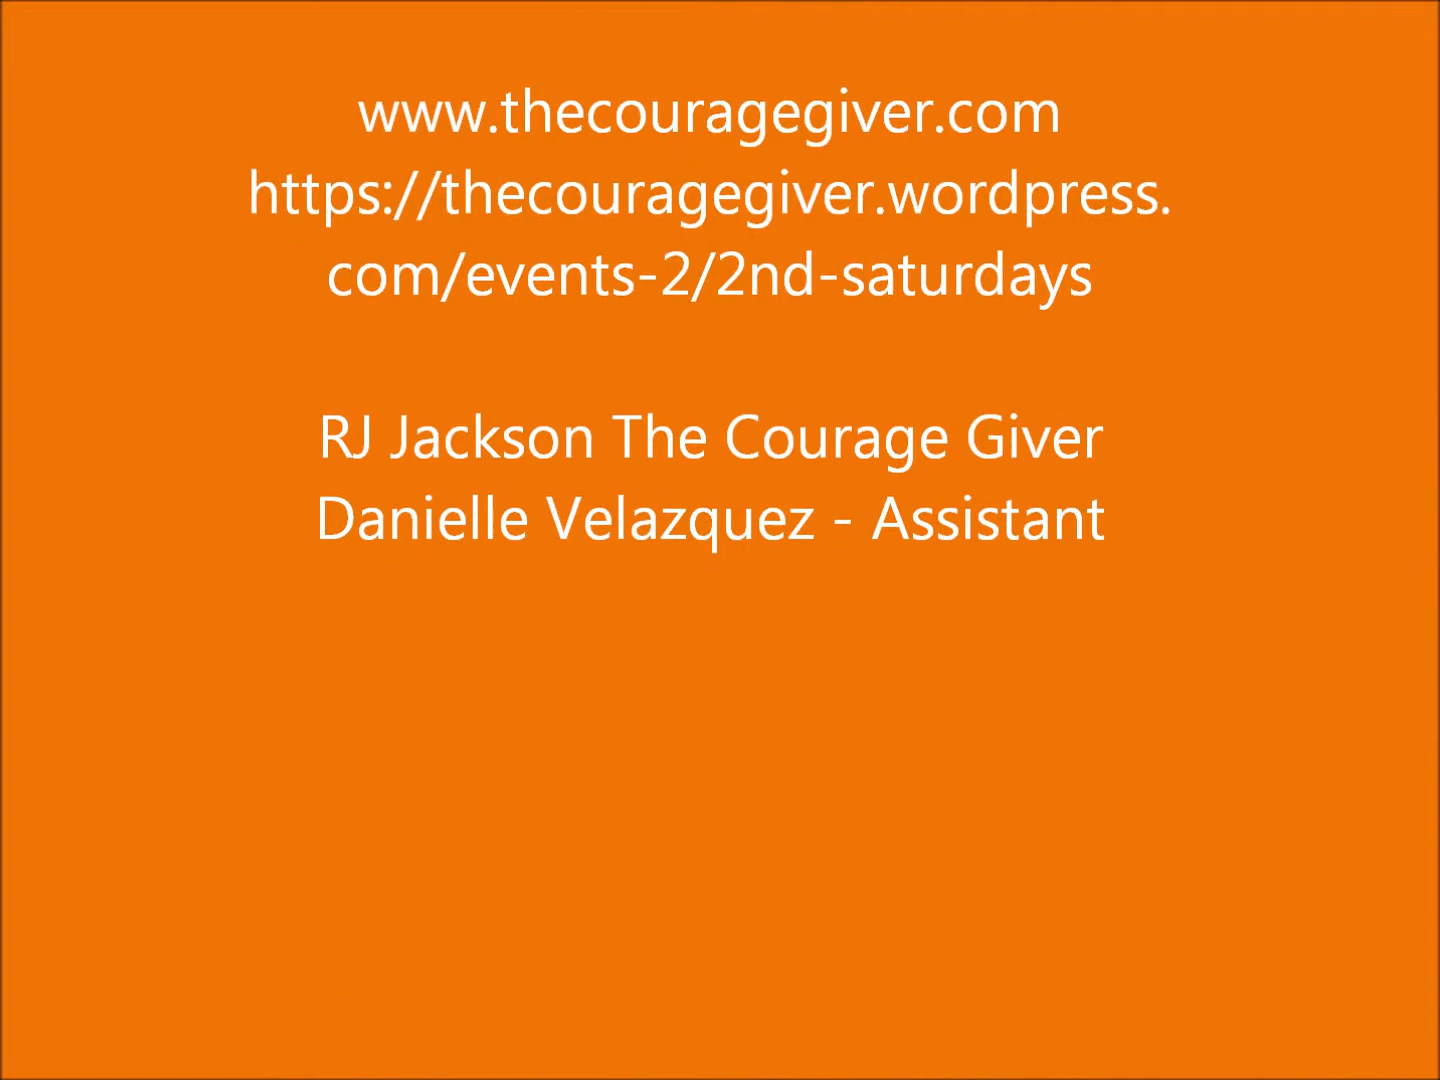 www.thecouragegiver.com
https://thecouragegiver.wordpress.
com/events-2/2nd-saturdays
RJ Jackson The Courage Giver
Danielle Velazquez - Assistant